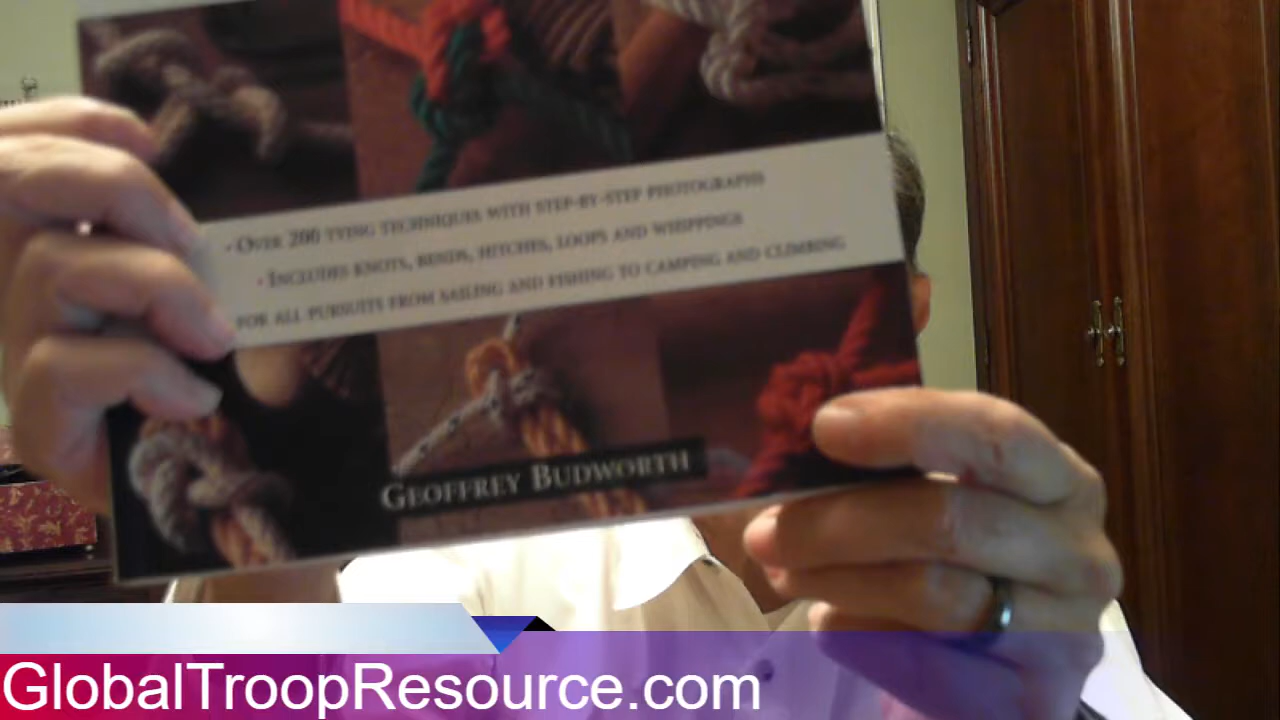 • OVER 200 TYING TECHNIQUES WITH STEP-BY-STEP PHOTOGRAPHS
• INCLUDES KNOTS, BENDS, HITCHES, LOOPS AND WHIPPINGS
FOR ALL PURSUITS FROM SAILING AND FISHING TO CAMPING AND CLIMBING
GEOFFREY BUDWORTH
GlobalTroopResource.com